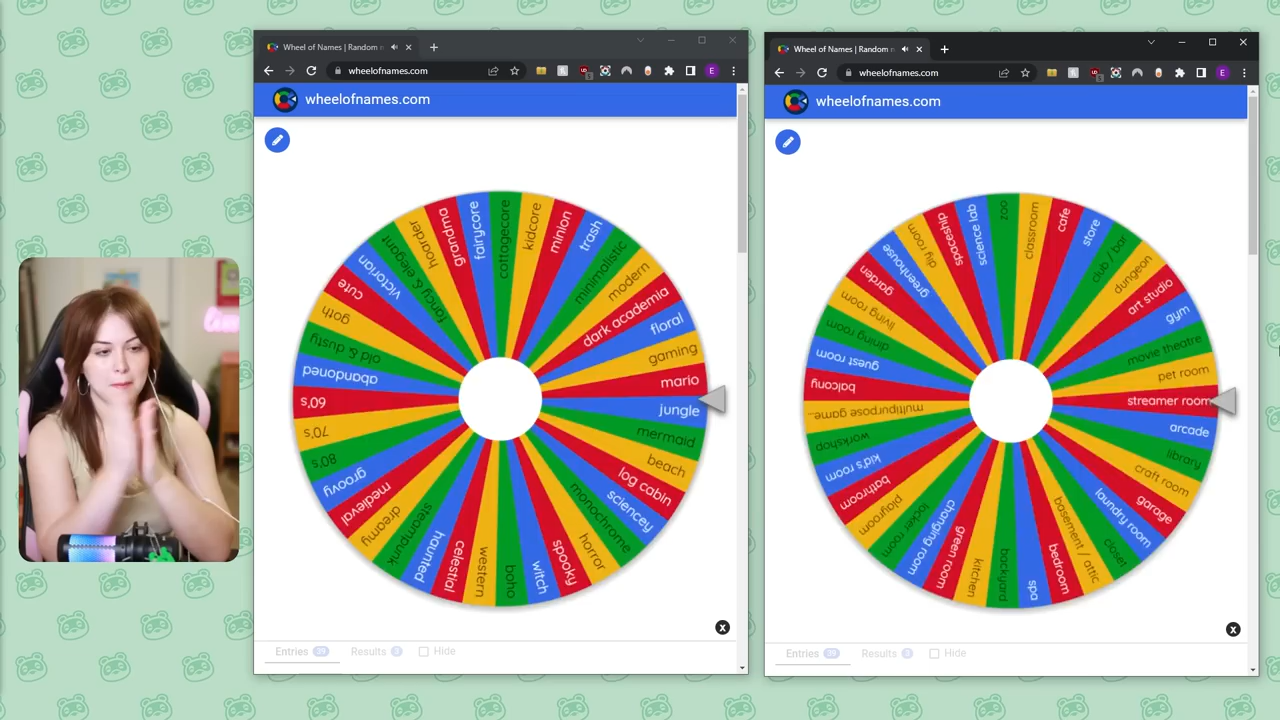 Wheel of Names | Random n
wheelofnames.com
E
wheelofnames.com
kidcore
minion
trash
minimalistic
modern
dark academia
floral
gaming
mario
jungle
mermaid
beach
log cabin
sciencey
monochrome
horror
spooky
witch
boho
western
celestial
haunted
steampunk
dreamy
medieval
groovy
80's
70's
60's
abandoned
old & dusty
goth
cute
victorian
fancy & elegant
horder
grandma
fairycore
cottagecore
X
Entries 39
Results
Hide
Wheel of Names | Random n
wheelofnames.com
E
wheelofnames.com
classroom
cafe
store
club / bar
dungeon
art studio
gym
movie theatre
pet room
streamer room
arcade
library
craft room
garage
laundry room
closet
basement / attic
bedroom
spa
backyard
kitchen
green room
changing room
locker room
playroom
bathroom
kid's room
workshop
multipurpose game...
balcony
guest room
dining room
living room
garden
greenhouse
diy room
spaceship
science lab
zoo
X
Entries
Results
Hide